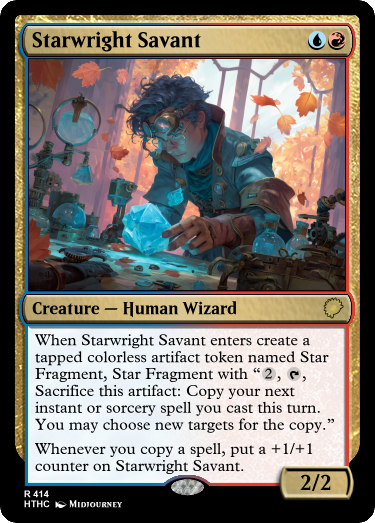 Starwright Savant
Creature — Human Wizard
When Starwright Savant enters create a
tapped colorless artifact token named Star
Fragment, Star Fragment with “2, T,
Sacrifice this artifact: Copy your next
instant or sorcery spell you cast this turn.
You may choose new targets for the copy.”
Whenever you copy a spell, put a +1/+1
counter on Starwright Savant.
2/2
R 414
HTHC MIDJOURNEY